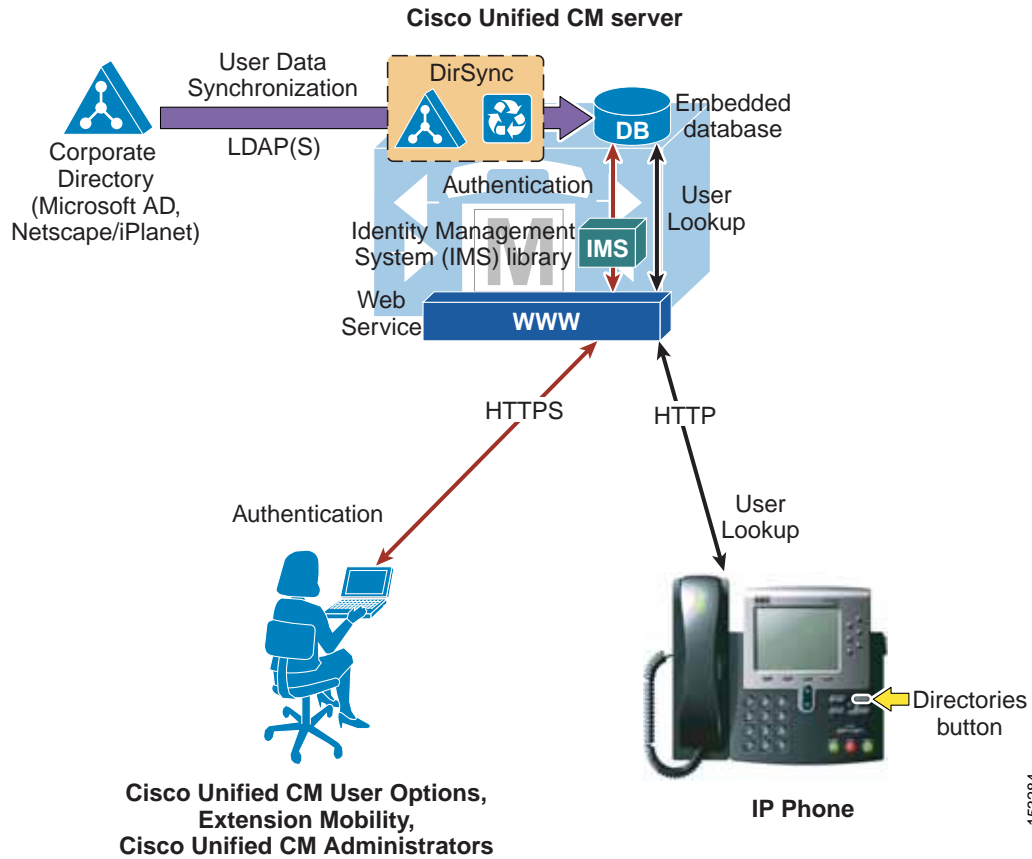 Cisco Unified CM server
User Data
Synchronization
LDAP(S)
DirSync
DB
Embedded
database
Corporate
Directory
(Microsoft AD,
Netscape/iPlanet)
Authentication
User
Lookup
Identity Management
System (IMS) library
M
IMS
Web
Service
WWW
HTTPS
HTTP
Authentication
User
Lookup
Directories
button
Cisco Unified CM User Options,
Extension Mobility,
Cisco Unified CM Administrators
IP Phone